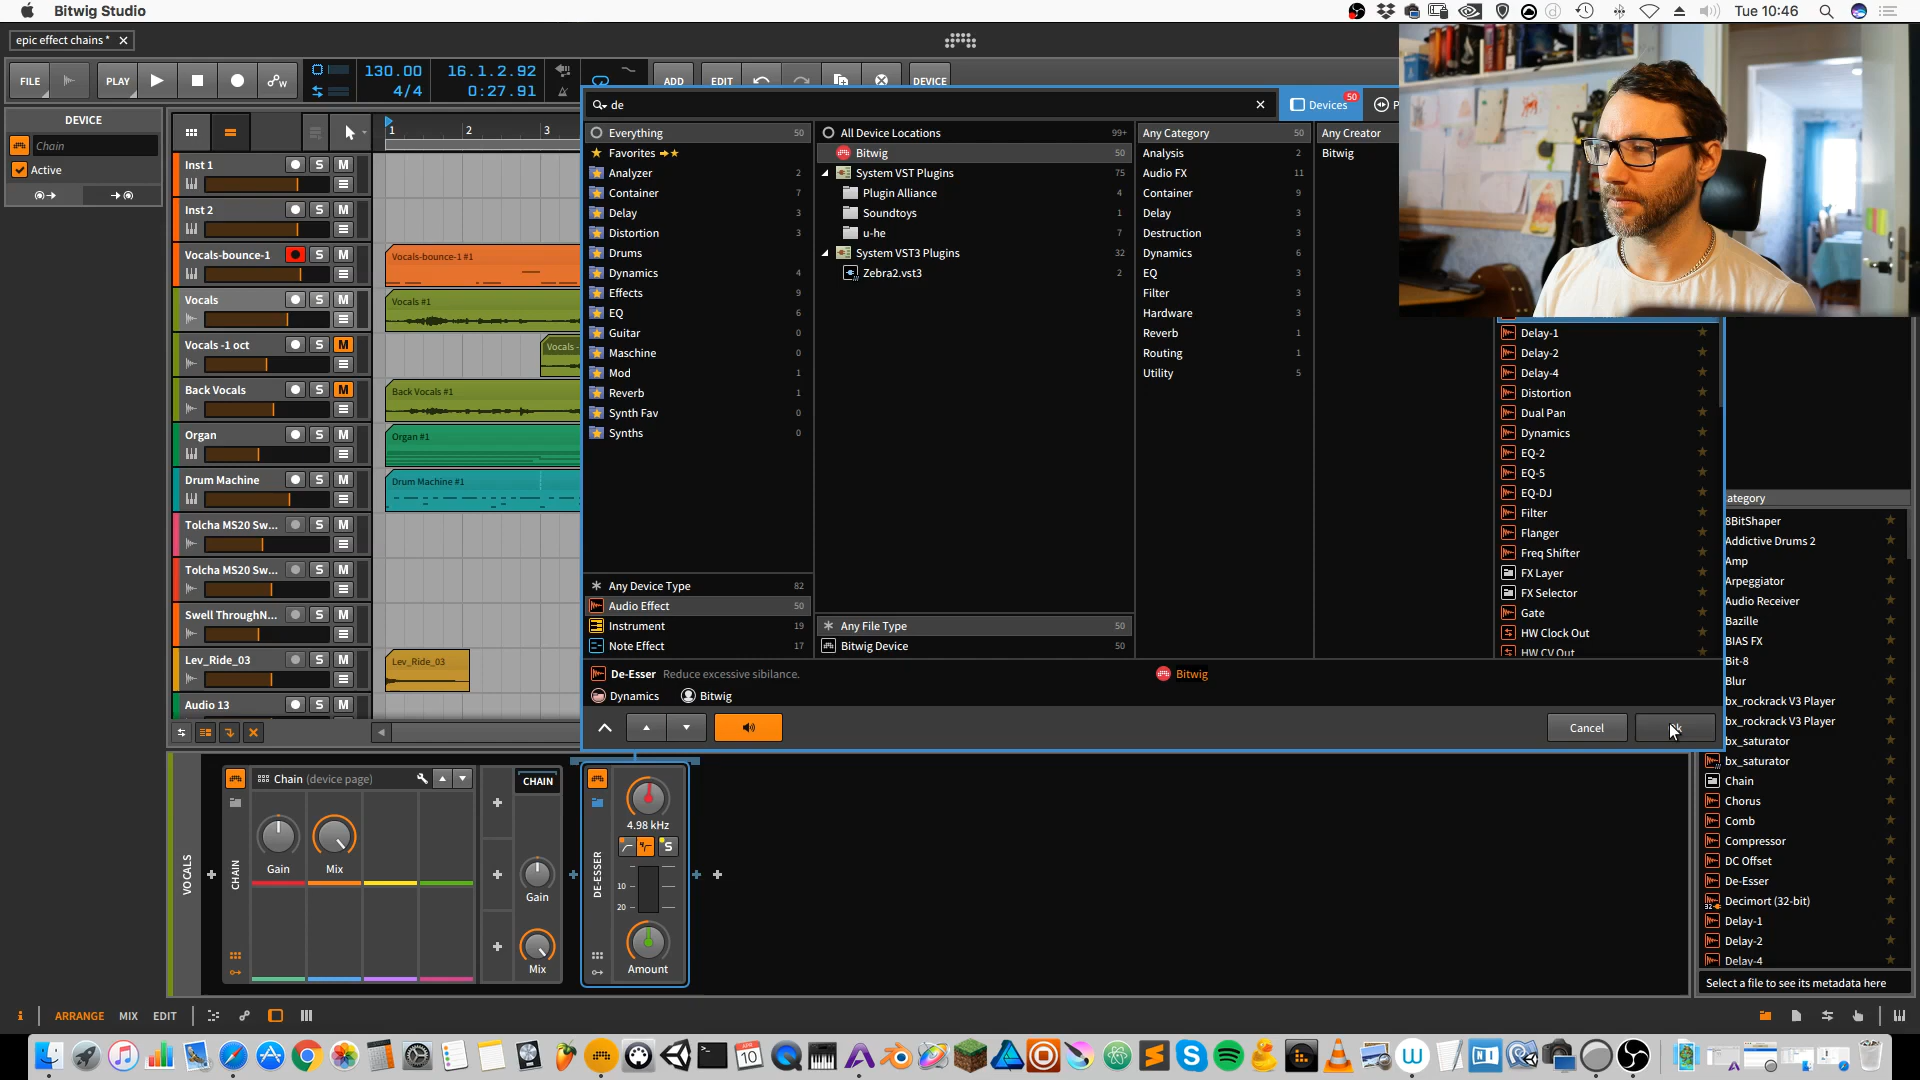 Bitwig Studio
Tue 10:46
epic effect chains *
FILE
PLAY
130.00
4/4
16.1.2.92
0:27.91
ADD
EDIT
DEVICE
DEVICE
Chain
Active
1
2
3
Inst 1
S
M
Inst 2
S
M
Vocals-bounce-1
S
M
Vocals-bounce-1 #1
Vocals
S
M
Vocals #1
Vocals -1 oct
S
M
Vocals -
Back Vocals
S
M
Back Vocals #1
Organ
S
M
Organ #1
Drum Machine
S
M
Drum Machine #1
Tolcha MS20 Sw...
S
M
Tolcha MS20 Sw...
S
M
Swell ThroughN...
S
M
Lev_Ride_03
S
M
Lev_Ride_03
Audio 13
S
M
de
Devices
50
P
Everything 50
Favorites
Analyzer 2
Container 7
Delay 3
Distortion 3
Drums
Dynamics 4
Effects 9
EQ 6
Guitar 0
Maschine 0
Mod 1
Reverb 1
Synth Fav 0
Synths 0
Any Device Type 82
Audio Effect 50
Instrument 19
Note Effect 17
All Device Locations 99+
Bitwig 50
System VST Plugins 75
Plugin Alliance 4
Soundtoys 1
u-he 7
System VST3 Plugins 32
Zebra2.vst3 2
Any File Type 50
Bitwig Device 50
Any Category 50
Analysis 2
Audio FX 11
Container 9
Delay 3
Destruction 3
Dynamics 6
EQ 3
Filter 3
Hardware 3
Reverb 1
Routing 1
Utility 5
Any Creator
Bitwig
Delay-1
Delay-2
Delay-4
Distortion
Dual Pan
Dynamics
EQ-2
EQ-5
EQ-DJ
Filter
Flanger
Freq Shifter
FX Layer
FX Selector
Gate
HW Clock Out
HW CV Out
De-Esser Reduce excessive sibilance.
Bitwig
Dynamics
Bitwig
Cancel
ategory
8BitShaper
Addictive Drums 2
Amp
Arpeggiator
Audio Receiver
Bazille
BIAS FX
Bit-8
Blur
bx_rockrack V3 Player
bx_rockrack V3 Player
bx_saturator
bx_saturator
Chain
Chorus
Comb
Compressor
DC Offset
De-Esser
Decimort (32-bit)
Delay-1
Delay-2
Delay-4
Select a file to see its metadata here
VOCALS
CHAIN
Chain (device page)
Gain
Mix
CHAIN
Gain
Mix
DE-ESSER
4.98 kHz
S
10
20
Amount
i
ARRANGE
MIX
EDIT